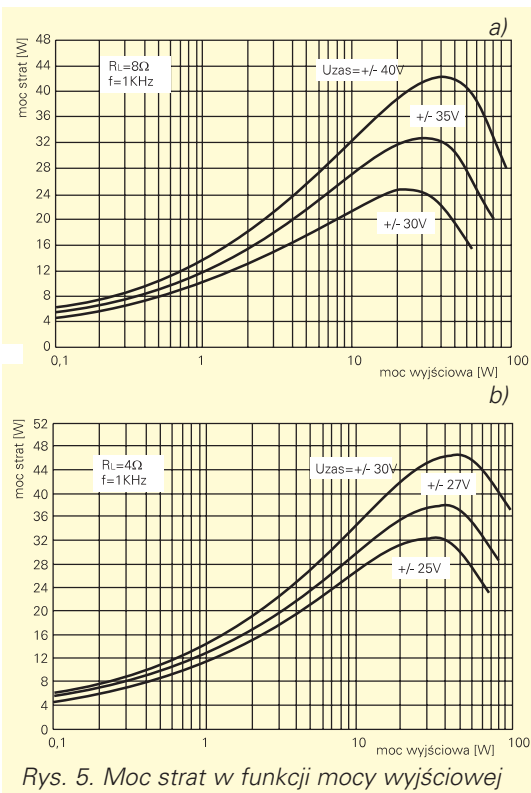 a)
moc strat [W]
48
44
40
36
32
28
24
20
16
12
8
4
0
RL=8Ω
f=1KHz
Uzas=+/- 40V
+/- 35V
+/- 30V
0,1 1 10 100
moc wyjściowa [W]
b)
moc strat [W]
52
48
44
40
36
32
28
24
20
16
12
8
4
0
RL=4Ω
f=1KHz
Uzas=+/- 30V
+/- 27V
+/- 25V
0,1 1 10 100
moc wyjściowa [W]
Rys. 5. Moc strat w funkcji mocy wyjściowej